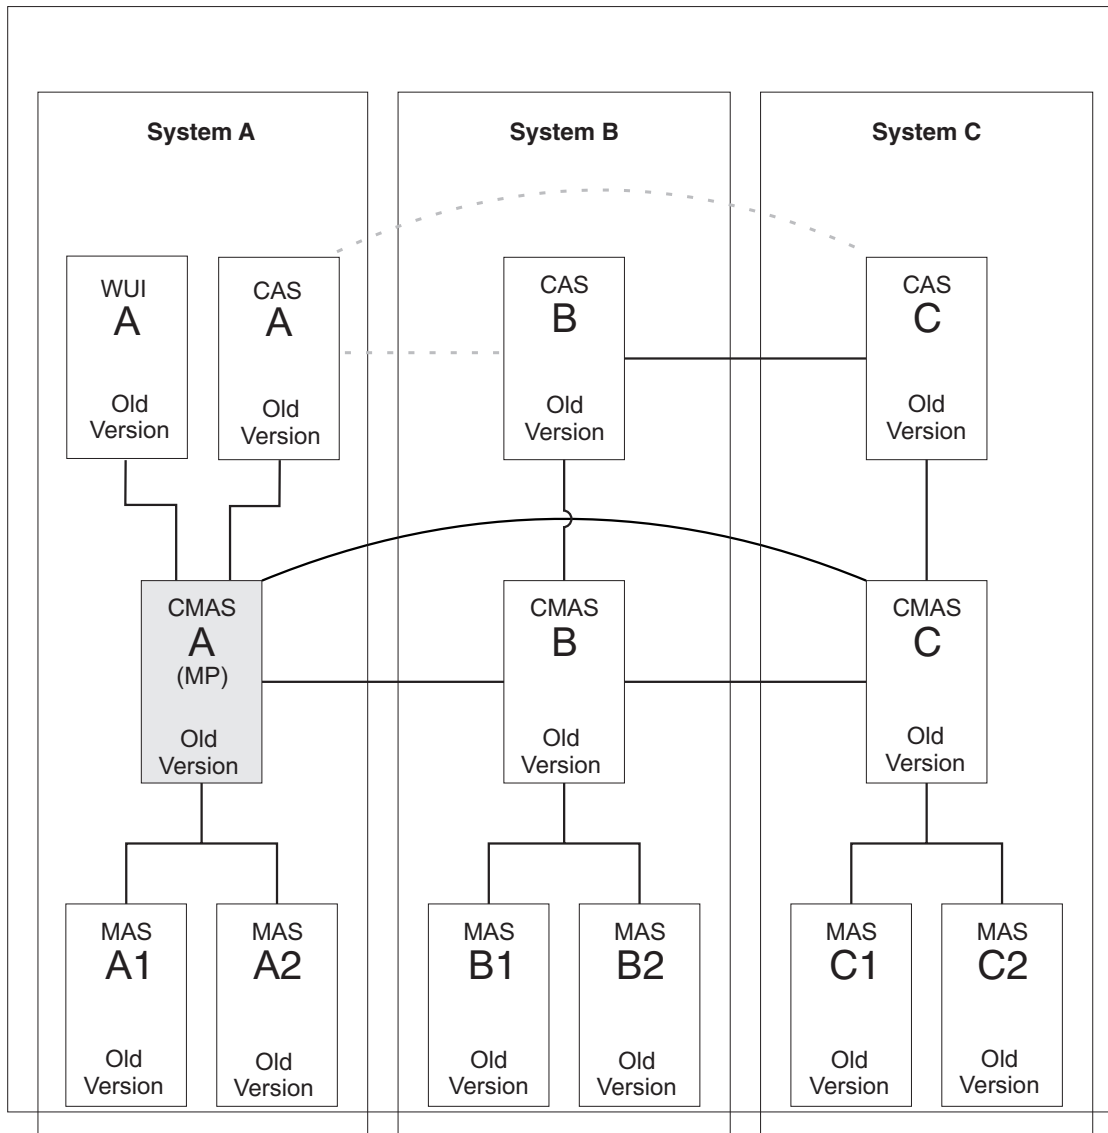 System A
System B
System C
WUI
A
Old
Version
CAS
A
Old
Version
CAS
B
Old
Version
CAS
C
Old
Version
CMAS
A
(MP)
Old
Version
CMAS
B
Old
Version
CMAS
C
Old
Version
MAS
A1
Old
Version
MAS
A2
Old
Version
MAS
B1
Old
Version
MAS
B2
Old
Version
MAS
C1
Old
Version
MAS
C2
Old
Version